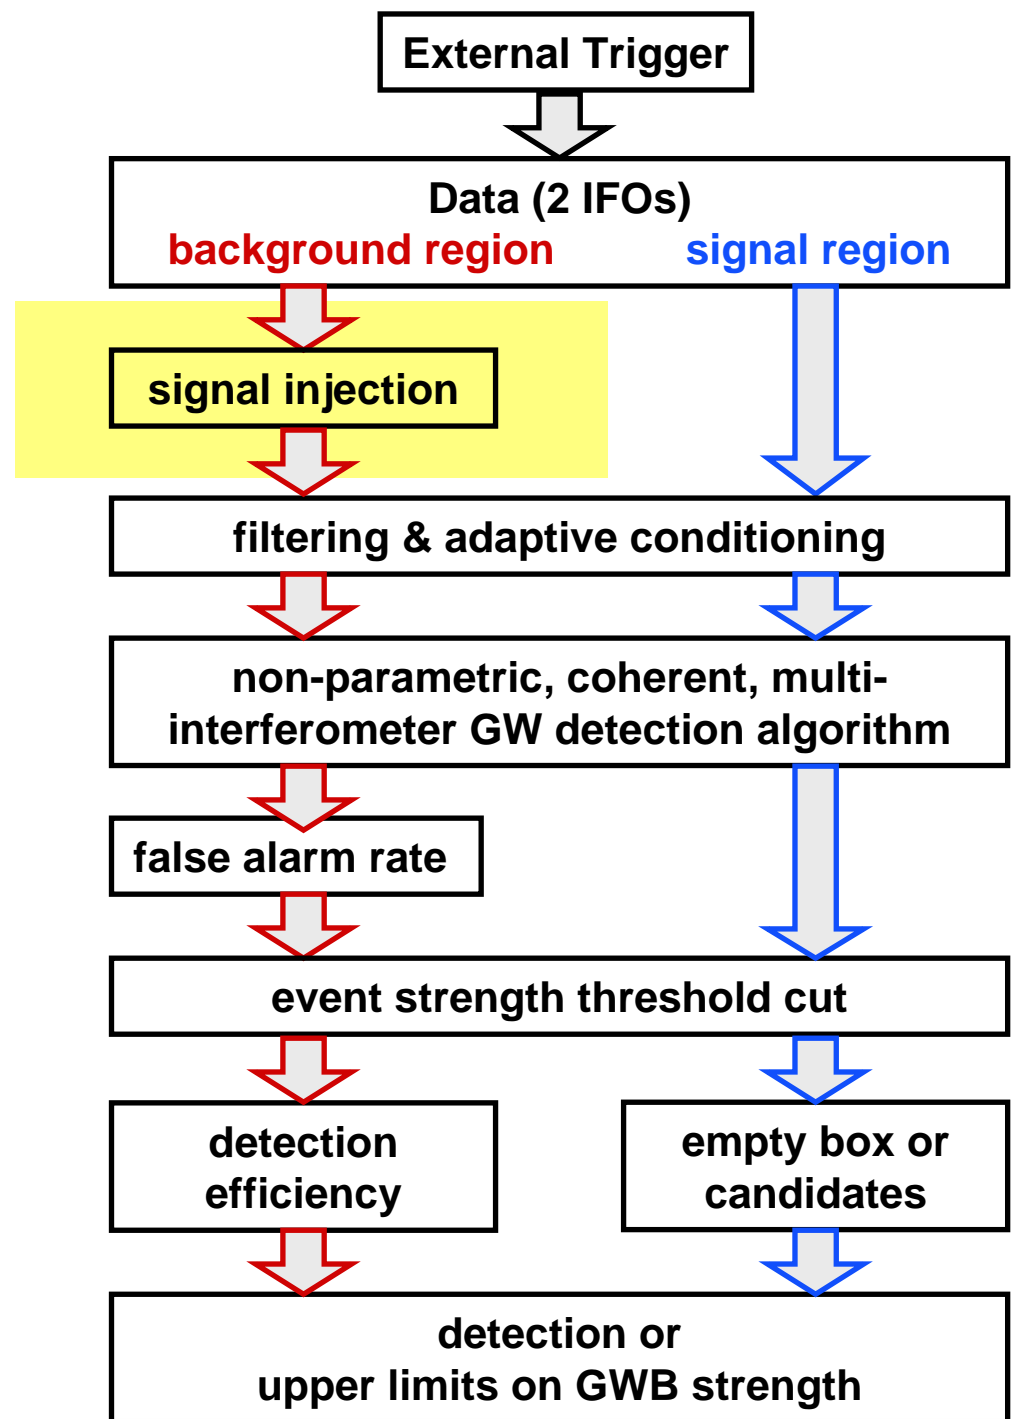 External Trigger
Data (2 IFOs)
background region signal region
signal injection
filtering & adaptive conditioning
non-parametric, coherent, multi-
interferometer GW detection algorithm
false alarm rate
event strength threshold cut
detection
efficiency
empty box or
candidates
detection or
upper limits on GWB strength